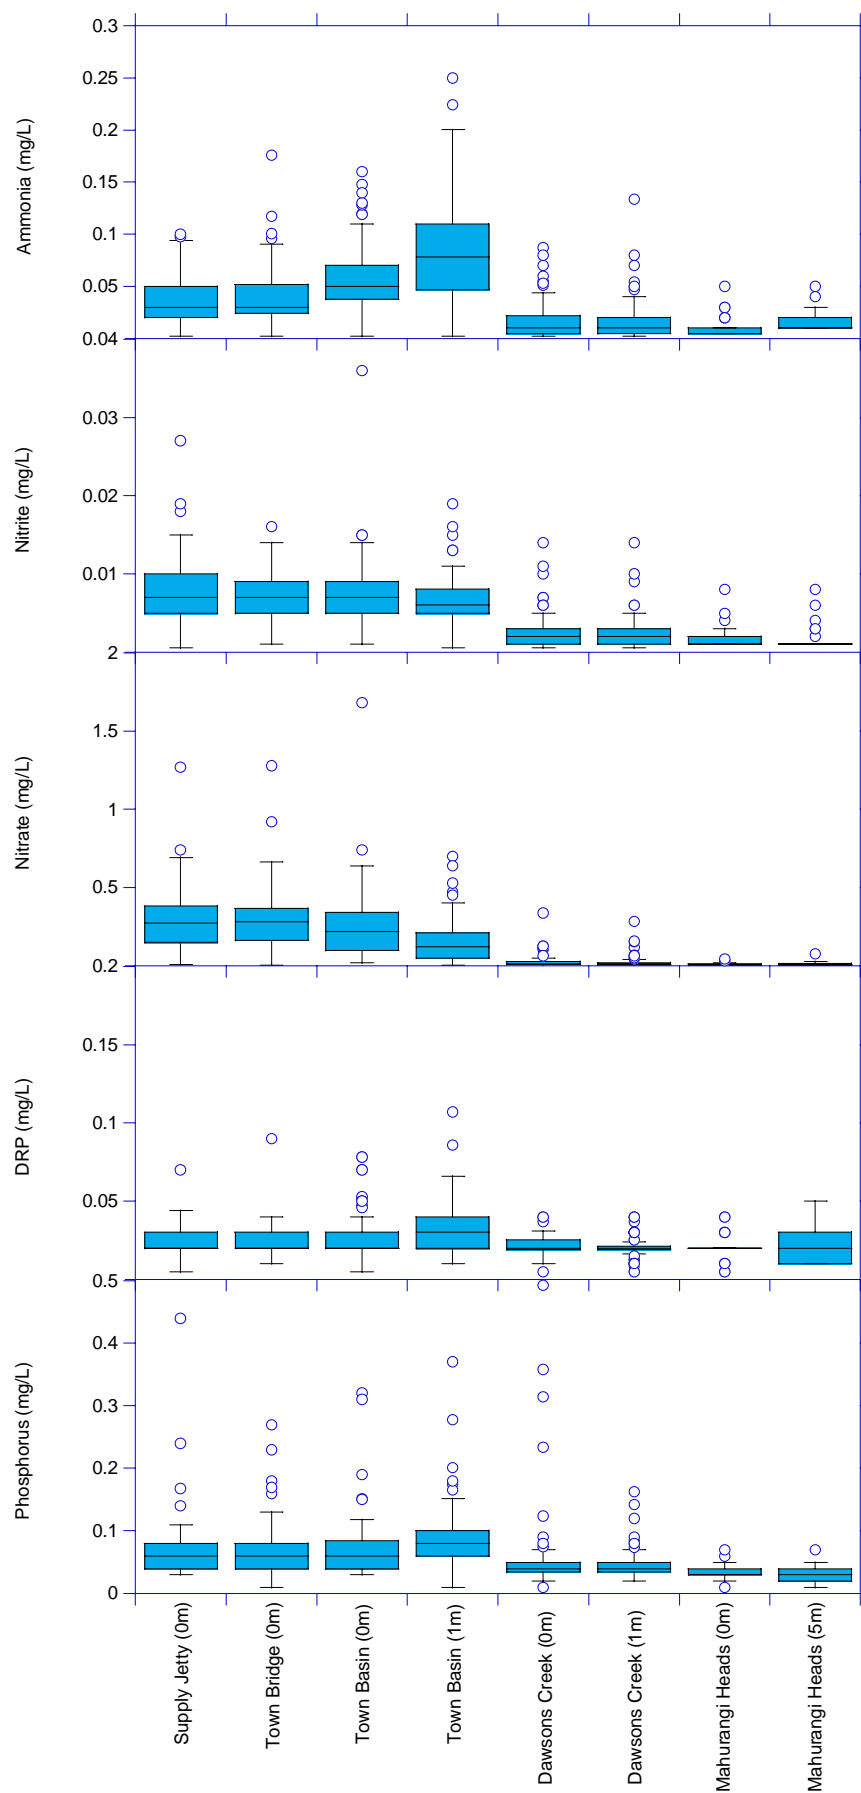 0.3
0.25
0.2
0.15
0.1
0.05
Ammonia (mg/L)
0.04
0.03
0.02
0.01
Nitrite (mg/L)
2
1.5
1
0.5
Nitrate (mg/L)
0.2
0.15
0.1
0.05
DRP (mg/L)
0.5
0.4
0.3
0.2
0.1
0
Phosphorus (mg/L)
Supply Jetty (0m)
Town Bridge (0m)
Town Basin (0m)
Town Basin (1m)
Dawsons Creek (0m)
Dawsons Creek (1m)
Mahurangi Heads (0m)
Mahurangi Heads (5m)